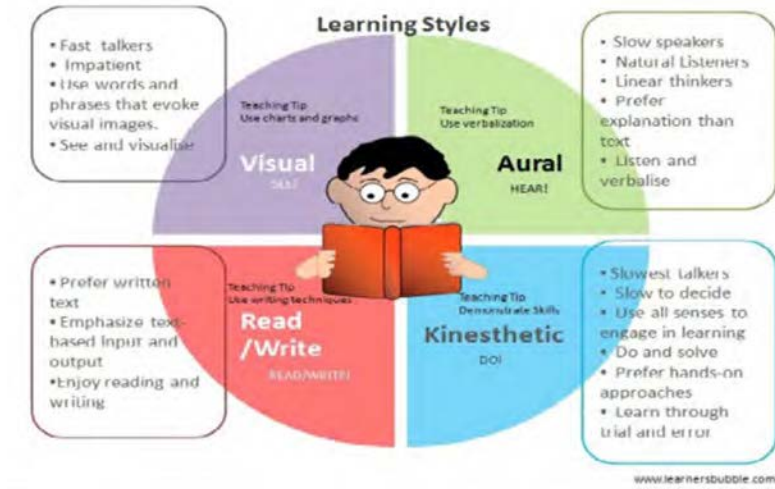 Learning Styles
• Fast talkers
• Impatient
• Use words and
phrases that evoke
visual images.
• See and visualise
Teaching Tip
Use charts and graphs
Visual
SEE!
Teaching Tip
Use verbalization
Aural
HEAR!
• Slow speakers
• Natural Listeners
• Linear thinkers
• Prefer
explanation than
text
• Listen and
verbalise
• Prefer written
text
• Emphasize text-
based input and
output
•Enjoy reading and
writing
Teaching Tip
Use writing techniques
Read
/Write
READ/WRITE!
Teaching Tip
Demonstrate Skills
Kinesthetic
DO!
• Slowest talkers
• Slow to decide
• Use all senses to
engage in learning
• Do and solve
• Prefer hands-on
approaches
• Learn through
trial and error
www.learnersbubble.com